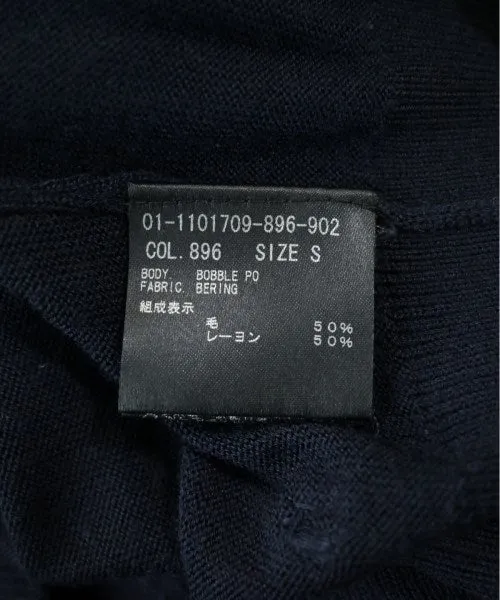 01-1101709-896-902
COL.896 SIZE S
BODY. BOBBLE PO
FABRIC. BERING
組成表示
毛 50%
レーヨン 50%